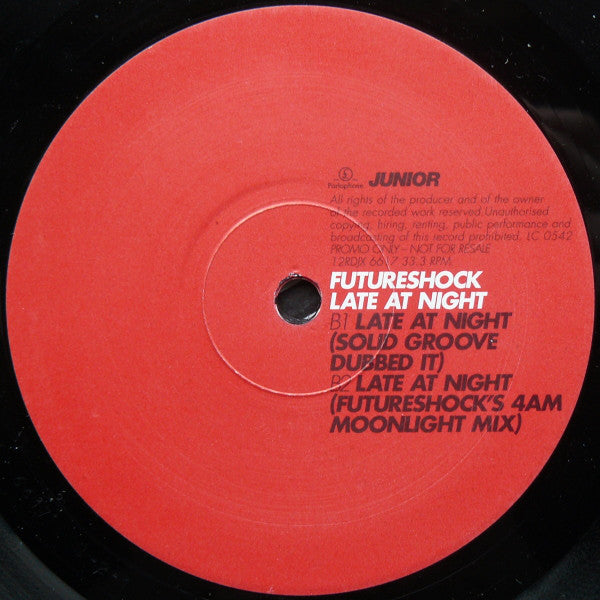 Parlophone JUNIOR
All rights of the producer and of the owner
of the recorded work reserved.Unauthorised
copying, hiring, renting, public performance and
broadcasting of this record prohibited. LC 0542
PROMO ONLY – NOT FOR RESALE
12RDJX 66 7 33.3 RPM
FUTURESHOCK
LATE AT NIGHT
B1 LATE AT NIGHT
(SOLID GROOVE
DUBBED IT)
B2 LATE AT NIGHT
(FUTURESHOCK'S 4AM
MOONLIGHT MIX)